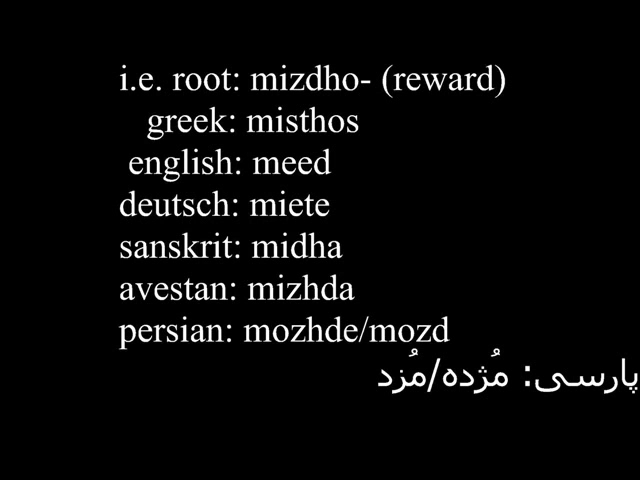 i.e. root: mizdho- (reward)
greek: misthos
english: meed
deutsch: miete
sanskrit: midha
avestan: mizhda
persian: mozhde/mozd
پارسی: مُژده/مُزد